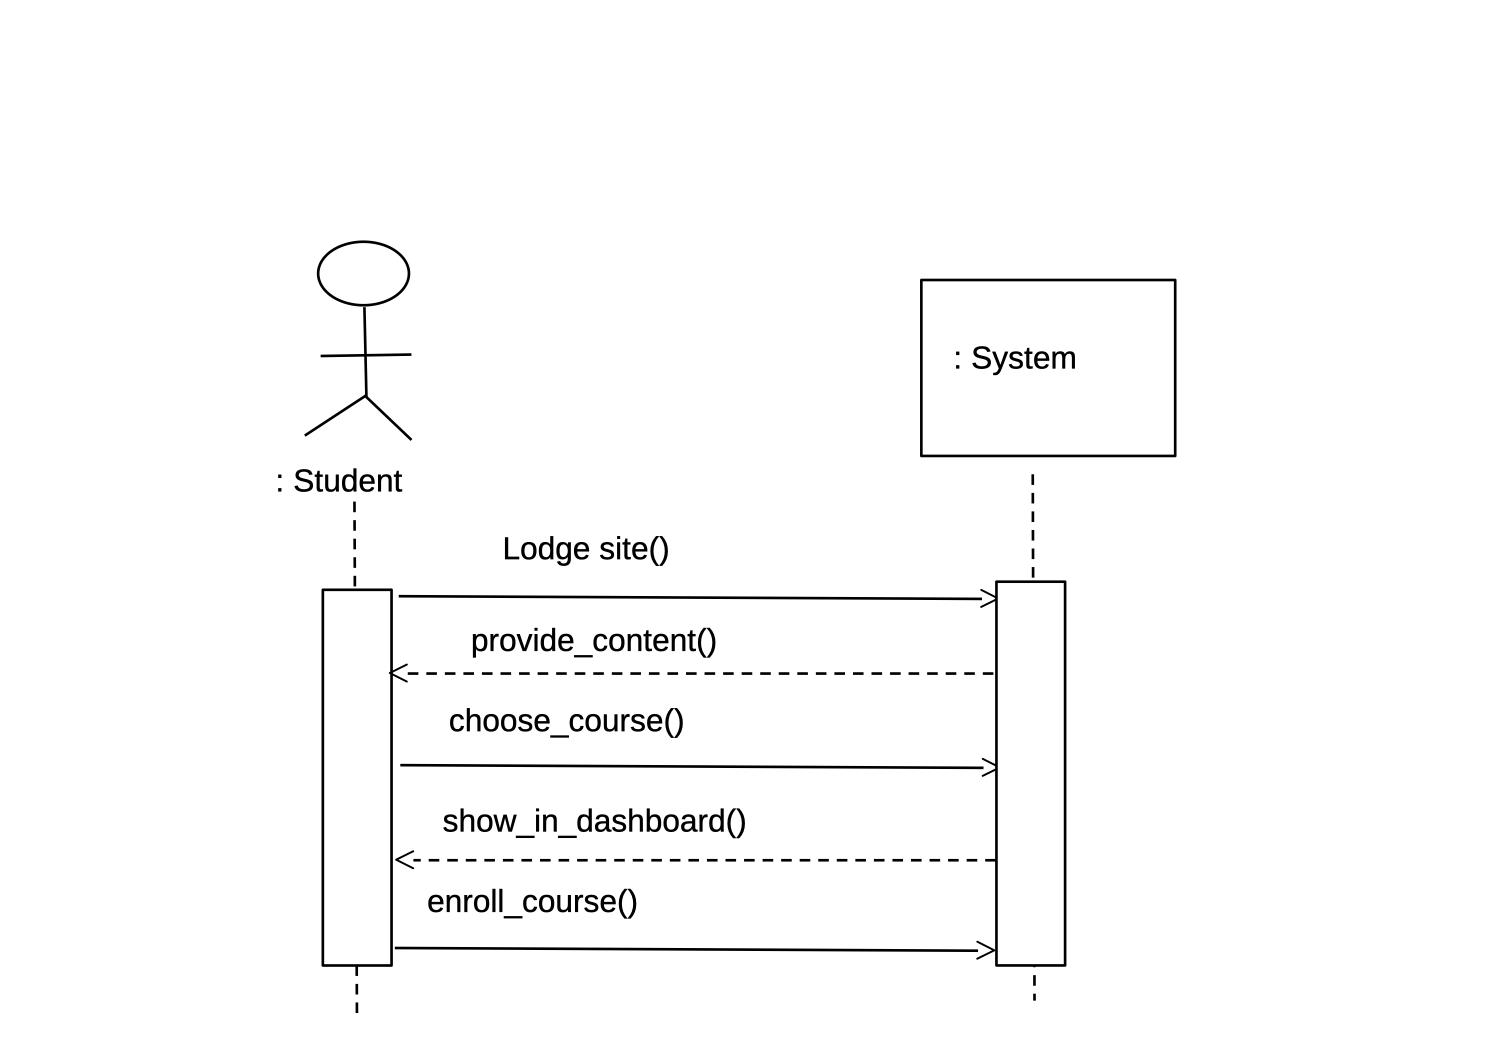 : System
: Student
Lodge site()
provide_content()
choose_course()
show_in_dashboard()
enroll_course()